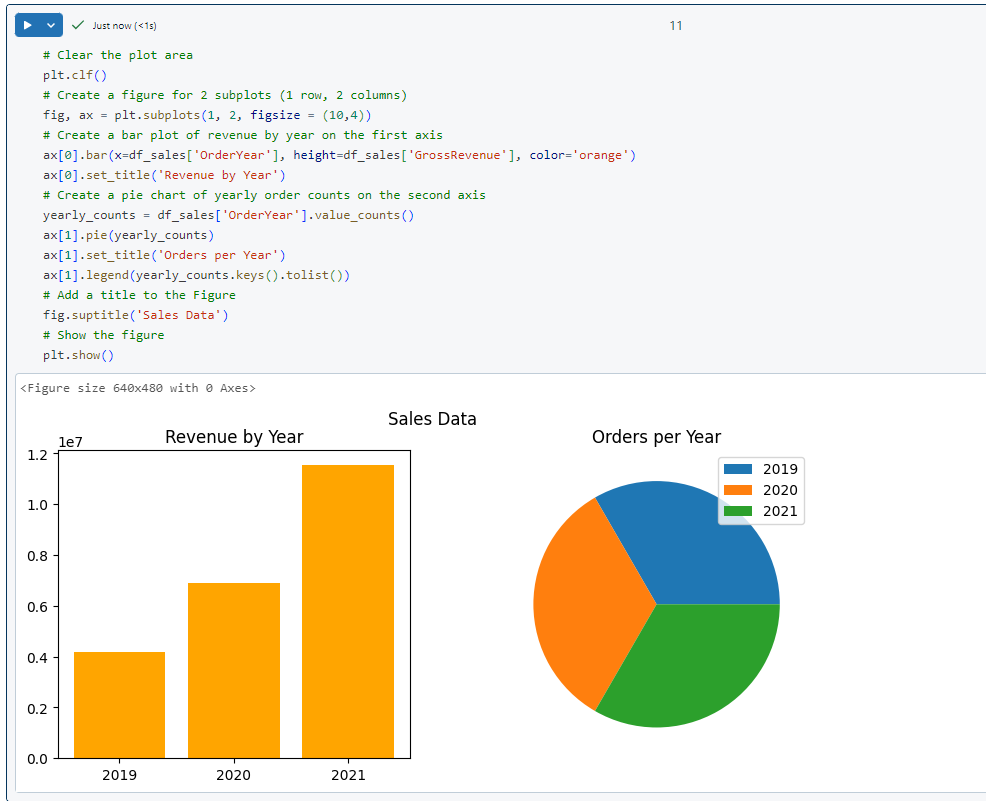 Just now (<1s)
11
# Clear the plot area
plt.clf()
# Create a figure for 2 subplots (1 row, 2 columns)
fig, ax = plt.subplots(1, 2, figsize = (10,4))
# Create a bar plot of revenue by year on the first axis
ax[0].bar(x=df_sales['OrderYear'], height=df_sales['GrossRevenue'], color='orange')
ax[0].set_title('Revenue by Year')
# Create a pie chart of yearly order counts on the second axis
yearly_counts = df_sales['OrderYear'].value_counts()
ax[1].pie(yearly_counts)
ax[1].set_title('Orders per Year')
ax[1].legend(yearly_counts.keys().tolist())
# Add a title to the Figure
fig.suptitle('Sales Data')
# Show the figure
plt.show()
<Figure size 640x480 with 0 Axes>
Sales Data
Revenue by Year
1e7
1.2
1.0
0.8
0.6
0.4
0.2
0.0
2019 2020 2021
Orders per Year
2019
2020
2021